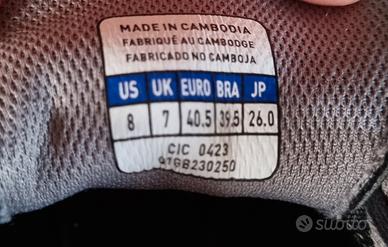 MADE IN CAMBODIA
FABRIQUÉ AU CAMBODGE
FABRICADO NO CAMBOJA
US UK EURO BRA JP
8 7 40.5 39.5 26.0
CIC 0423
QTGB230250
subito